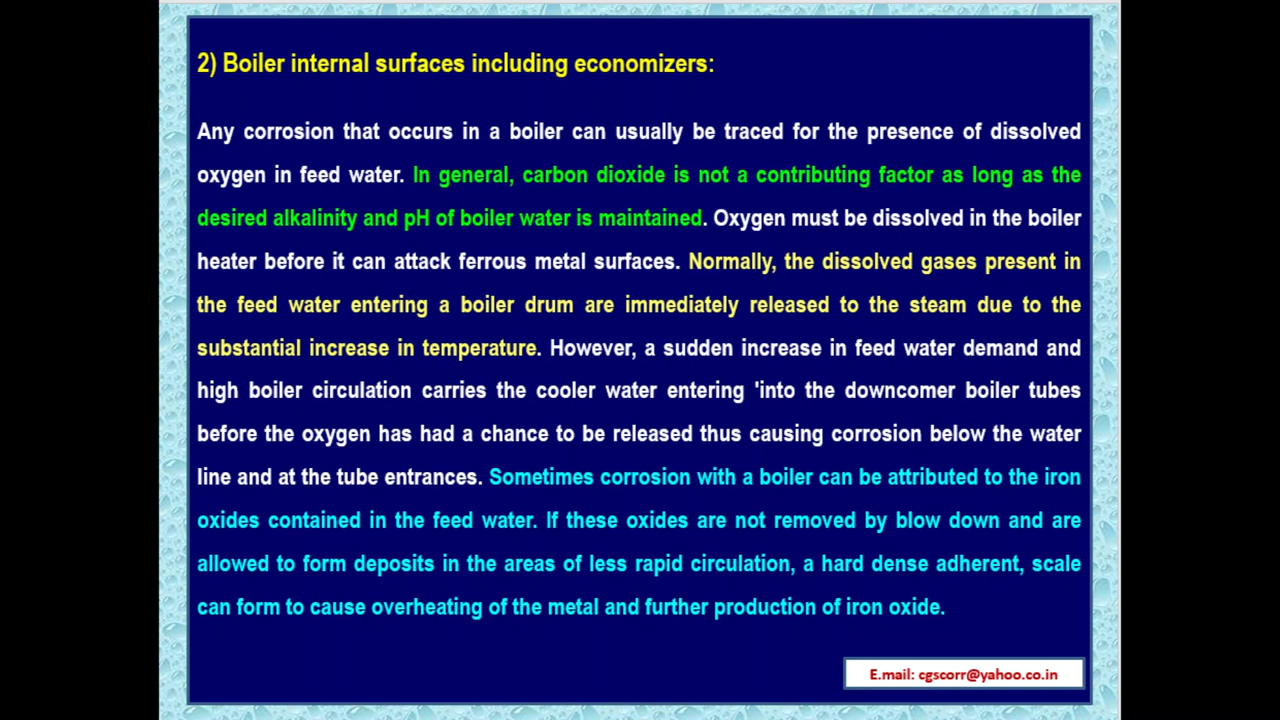 2) Boiler internal surfaces including economizers:
Any corrosion that occurs in a boiler can usually be traced for the presence of dissolved
oxygen in feed water. In general, carbon dioxide is not a contributing factor as long as the
desired alkalinity and pH of boiler water is maintained. Oxygen must be dissolved in the boiler
heater before it can attack ferrous metal surfaces. Normally, the dissolved gases present in
the feed water entering a boiler drum are immediately released to the steam due to the
substantial increase in temperature. However, a sudden increase in feed water demand and
high boiler circulation carries the cooler water entering 'into the downcomer boiler tubes
before the oxygen has had a chance to be released thus causing corrosion below the water
line and at the tube entrances. Sometimes corrosion with a boiler can be attributed to the iron
oxides contained in the feed water. If these oxides are not removed by blow down and are
allowed to form deposits in the areas of less rapid circulation, a hard dense adherent, scale
can form to cause overheating of the metal and further production of iron oxide.
E.mail: cgscorr@yahoo.co.in